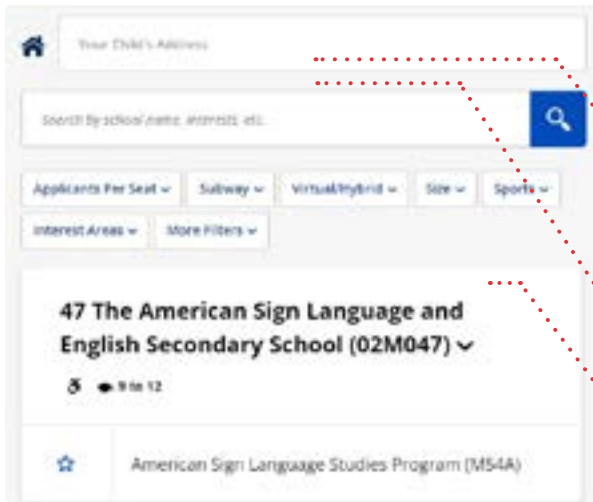 Your Child's Address
Search by school name, interests, etc.
Applicants Per Seat Subway Virtual/Hybrid Size Sports
Interest Areas More Filters
47 The American Sign Language and
English Secondary School (02M047)
9 to 12
American Sign Language Studies Program (M54A)